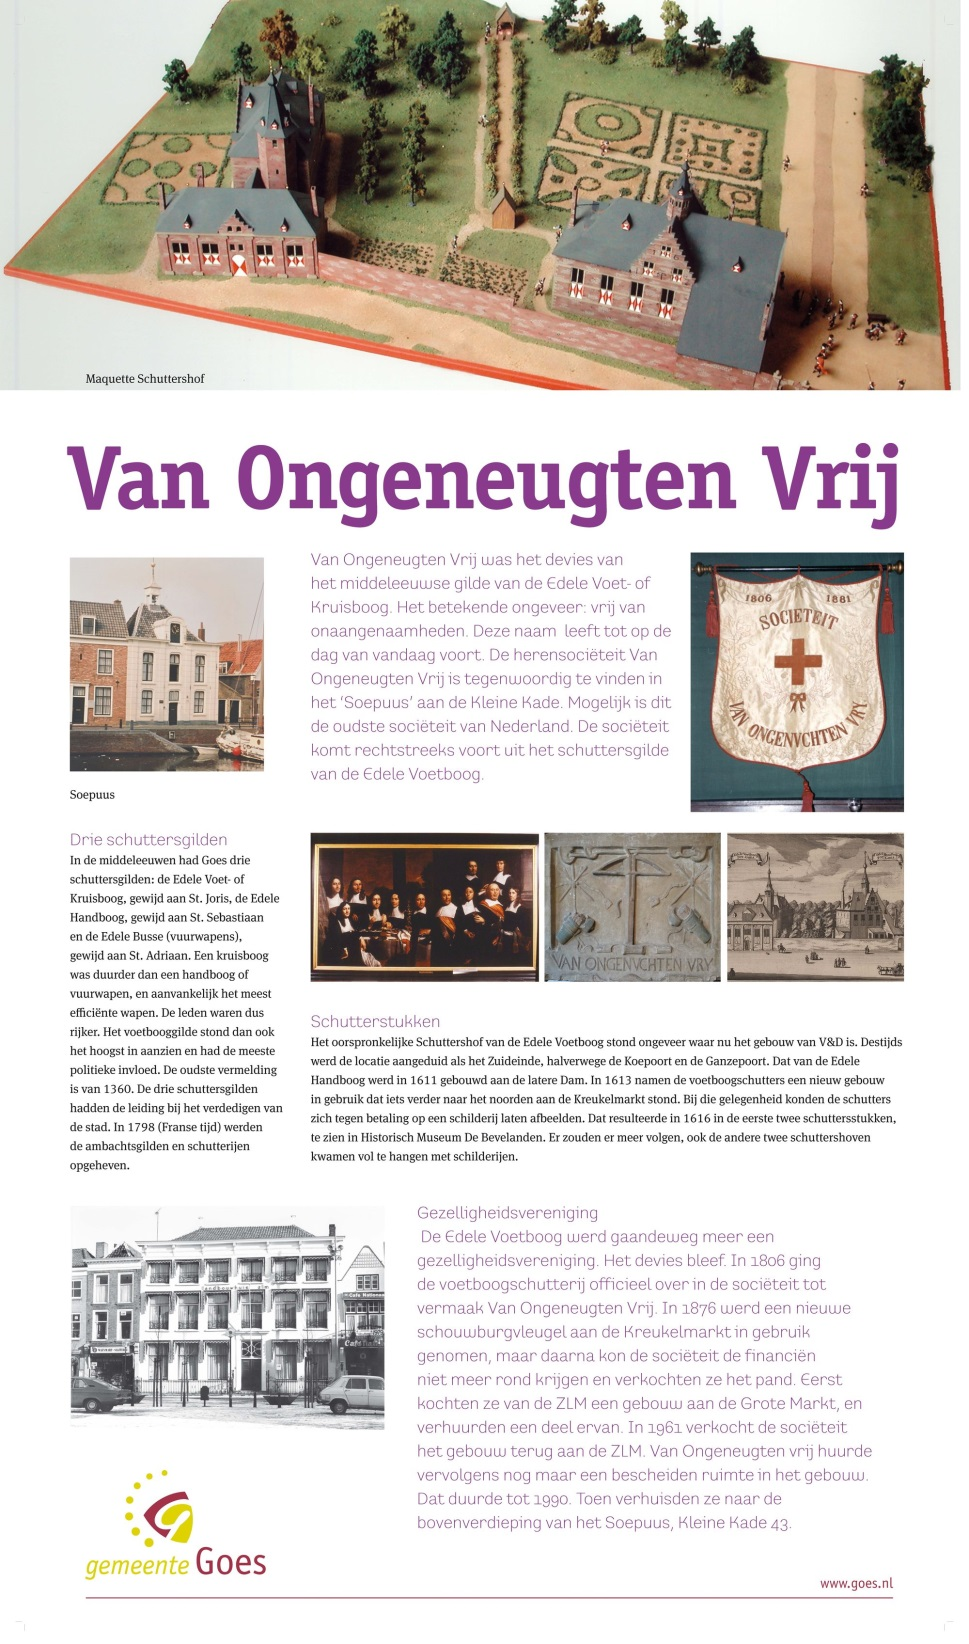 Maquette Schuttershof
Van Ongeneugten Vrij
Van Ongeneugten Vrij was het devies van
het middeleeuwse gilde van de Edele Voet- of
Kruisboog. Het betekende ongeveer: vrij van
onaangenaamheden. Deze naam leeft tot op de
dag van vandaag voort. De herensociëteit Van
Ongeneugten Vrij is tegenwoordig te vinden in
het ‘Soepuus’ aan de Kleine Kade. Mogelijk is dit
de oudste sociëteit van Nederland. De sociëteit
komt rechtstreeks voort uit het schuttersgilde
van de Edele Voetboog.
1806 1881
SOCIETEIT
VAN ONGENVCHTEN VRY
Soepuus
Drie schuttersgilden
In de middeleeuwen had Goes drie
schuttersgilden: de Edele Voet- of
Kruisboog, gewijd aan St. Joris, de Edele
Handboog, gewijd aan St. Sebastiaan
en de Edele Busse (vuurwapens),
gewijd aan St. Adriaan. Een kruisboog
was duurder dan een handboog of
vuurwapen, en aanvankelijk het meest
efficiënte wapen. De leden waren dus
rijker. Het voetbooggilde stond dan ook
het hoogst in aanzien en had de meeste
politieke invloed. De oudste vermelding
is van 1360. De drie schuttersgilden
hadden de leiding bij het verdedigen van
de stad. In 1798 (Franse tijd) werden
de ambachtsgilden en schutterijen
opgeheven.
VAN ONGENVCHTEN VRY
Schutterstukken
Het oorspronkelijke Schuttershof van de Edele Voetboog stond ongeveer waar nu het gebouw van V&D is. Destijds
werd de locatie aangeduid als het Zuideinde, halverwege de Koepoort en de Ganzepoort. Dat van de Edele
Handboog werd in 1611 gebouwd aan de latere Dam. In 1613 namen de voetboogschutters een nieuw gebouw
in gebruik dat iets verder naar het noorden aan de Kreukelmarkt stond. Bij die gelegenheid konden de schutters
zich tegen betaling op een schilderij laten afbeelden. Dat resulteerde in 1616 in de eerste twee schuttersstukken,
te zien in Historisch Museum De Bevelanden. Er zouden er meer volgen, ook de andere twee schuttershoven
kwamen vol te hangen met schilderijen.
Gezelligheidsvereniging
De Edele Voetboog werd gaandeweg meer een
gezelligheidsvereniging. Het devies bleef. In 1806 ging
de voetboogschutterij officieel over in de sociëteit tot
vermaak Van Ongeneugten Vrij. In 1876 werd een nieuwe
schouwburgvleugel aan de Kreukelmarkt in gebruik
genomen, maar daarna kon de sociëteit de financiën
niet meer rond krijgen en verkochten ze het pand. Eerst
kochten ze van de ZLM een gebouw aan de Grote Markt, en
verhuurden een deel ervan. In 1961 verkocht de sociëteit
het gebouw terug aan de ZLM. Van Ongeneugten vrij huurde
vervolgens nog maar een bescheiden ruimte in het gebouw.
Dat duurde tot 1990. Toen verhuisden ze naar de
bovenverdieping van het Soepuus, Kleine Kade 43.
gemeente Goes
www.goes.nl